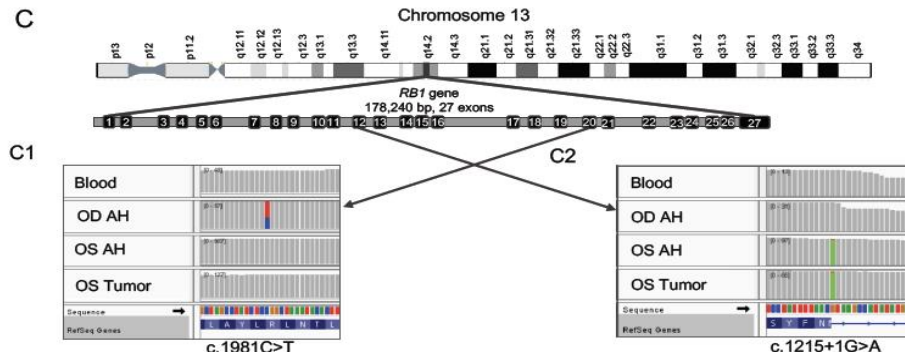 C
Chromosome 13
p13 p12 p11.2 q12.11 q12.12 q12.13 q12.3 q13.1 q13.3 q14.11 q14.2 q14.3 q21.1 q21.2 q21.31 q21.33 q22.1 q22.2 q22.3 q31.1 q31.2 q31.3 q32.1 q32.3 q33.1 q33.2 q33.3 q34
RB1 gene
178,240 bp, 27 exons
1 2 3 4 5 6 7 8 9 10 11 12 13 14 15 16 17 18 19 20 21 22 23 24 25 26 27
C1
Blood
OD AH
OS AH
OS Tumor
Sequence
RefSeq Genes
L A Y L R L N T L
c.1981C>T
C2
Blood
OD AH
OS AH
OS Tumor
Sequence
RefSeq Genes
S Y F N
c.1215+1G>A